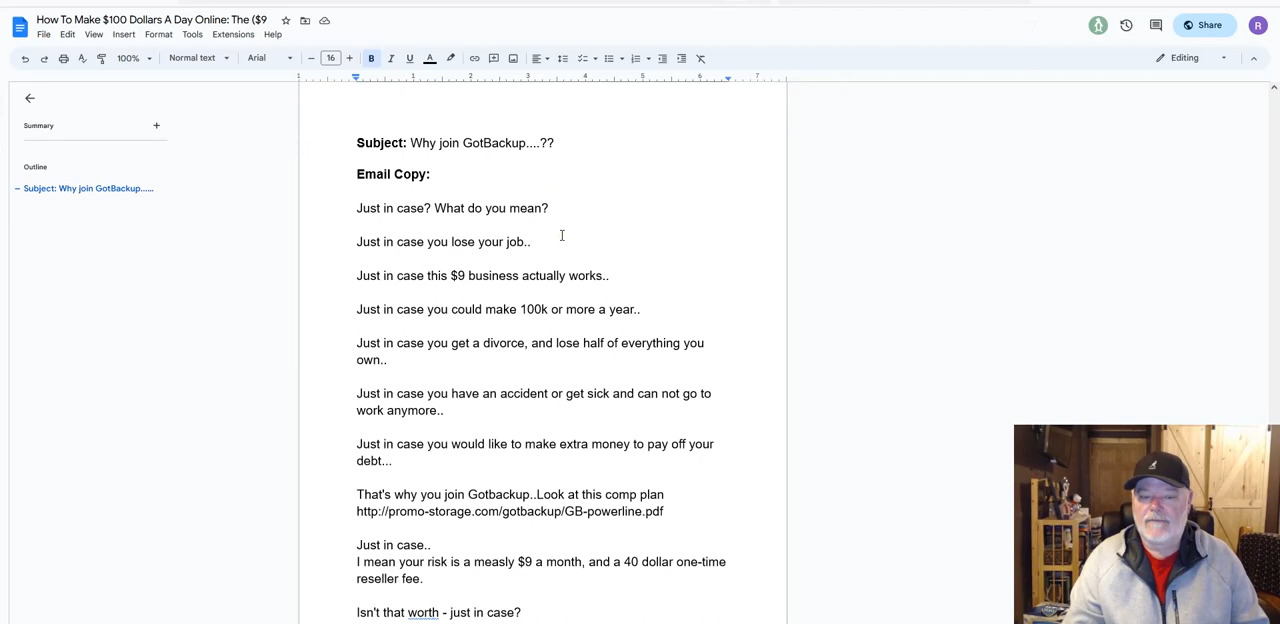 How To Make $100 Dollars A Day Online: The ($9
File Edit View Insert Format Tools Extensions Help
Share
R
100% Normal text Arial 16 B I U A Editing
1 1 2 3 4 5 6 7
Summary
Outline
Subject: Why join GotBackup......
Subject: Why join GotBackup....??
Email Copy:
Just in case? What do you mean?
Just in case you lose your job..
Just in case this $9 business actually works..
Just in case you could make 100k or more a year..
Just in case you get a divorce, and lose half of everything you
own..
Just in case you have an accident or get sick and can not go to
work anymore..
Just in case you would like to make extra money to pay off your
debt...
That's why you join Gotbackup..Look at this comp plan
http://promo-storage.com/gotbackup/GB-powerline.pdf
Just in case..
I mean your risk is a measly $9 a month, and a 40 dollar one-time
reseller fee.
Isn't that worth - just in case?